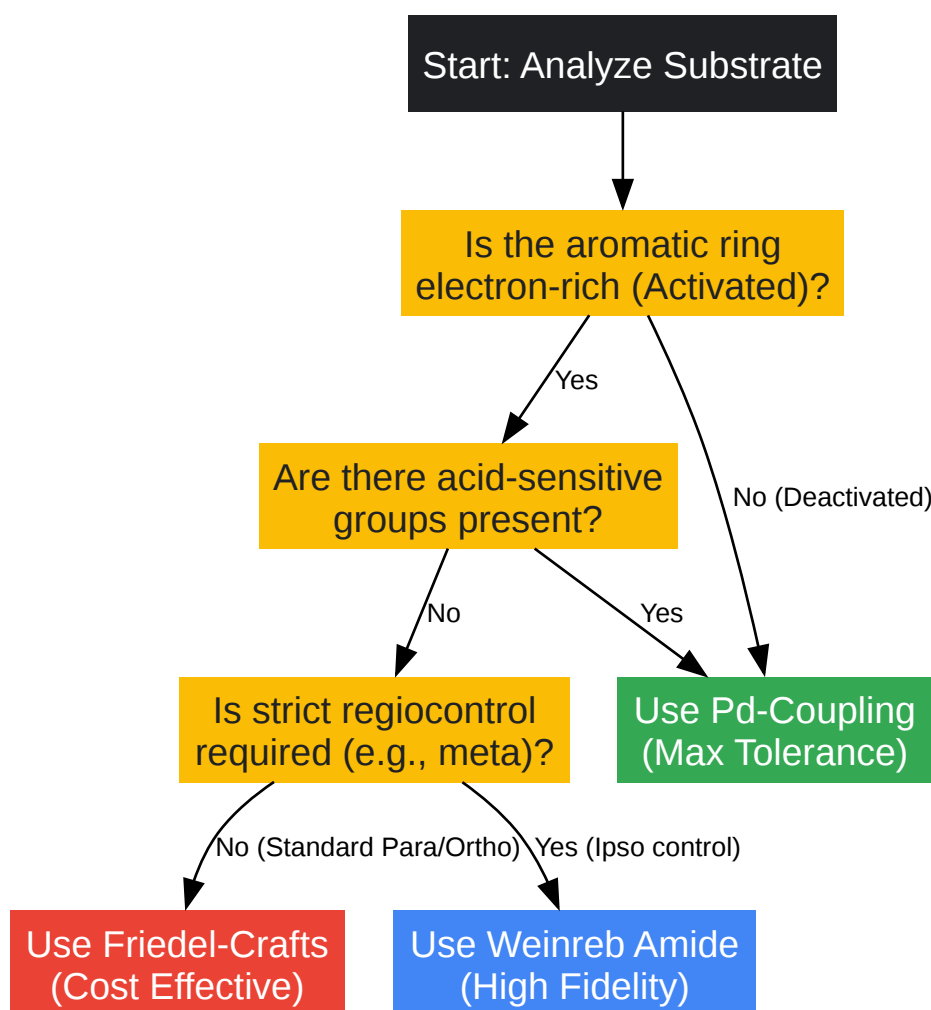 Start: Analyze Substrate
Is the aromatic ring
electron-rich (Activated)?
Yes
No (Deactivated)
Are there acid-sensitive
groups present?
No
Yes
Is strict regiocontrol
required (e.g., meta)?
Use Pd-Coupling
(Max Tolerance)
No (Standard Para/Ortho)
Yes (Ipso control)
Use Friedel-Crafts
(Cost Effective)
Use Weinreb Amide
(High Fidelity)